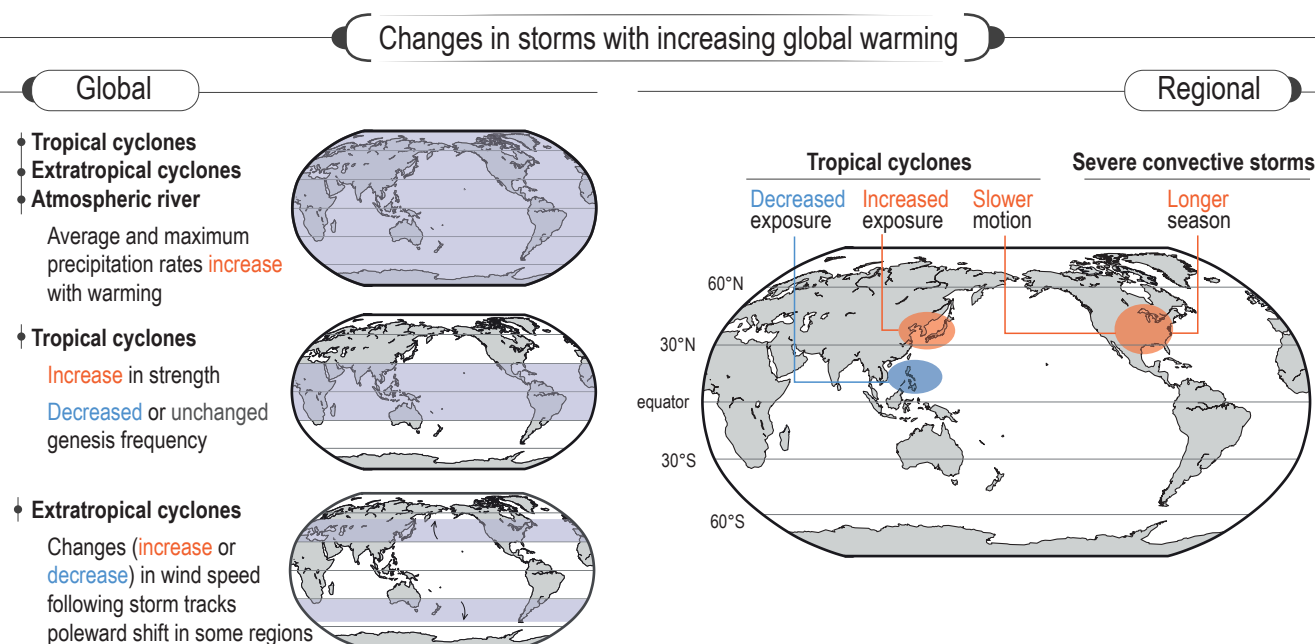 Changes in storms with increasing global warming
Global
Tropical cyclones
Extratropical cyclones
Atmospheric river
Average and maximum
precipitation rates increase
with warming
Tropical cyclones
Increase in strength
Decreased or unchanged
genesis frequency
Extratropical cyclones
Changes (increase or
decrease) in wind speed
following storm tracks
poleward shift in some regions
Regional
Tropical cyclones
Severe convective storms
Decreased
exposure
Increased
exposure
Slower
motion
Longer
season
60°N
30°N
equator
30°S
60°S